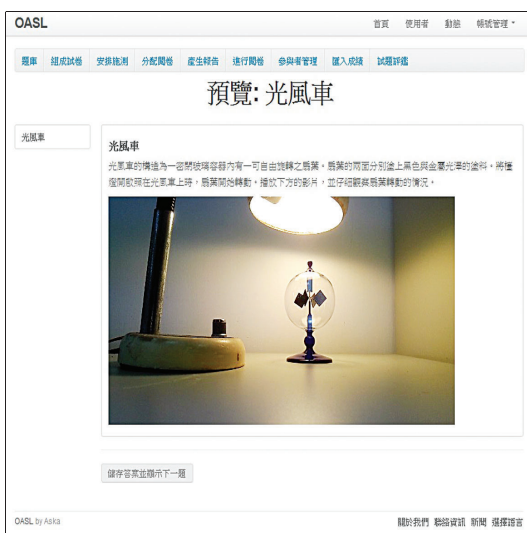 OASL
首頁 使用者 動態 帳號管理
題庫 組成試卷 安排施測 分配閱卷 產生報告 進行閱卷 參與者管理 匯入成績 試題評鑑
預覽: 光風車
光風車
光風車
光風車的構造為一密閉玻璃容器內有一可自由旋轉之扇葉。扇葉的兩面分別塗上黑色與金屬光澤的塗料。將檯
燈開啟照在光風車上時，扇葉開始轉動。播放下方的影片，並仔細觀察扇葉轉動的情況。
儲存答案並顯示下一題
OASL by Aska
關於我們 聯絡資訊 新聞 選擇語言